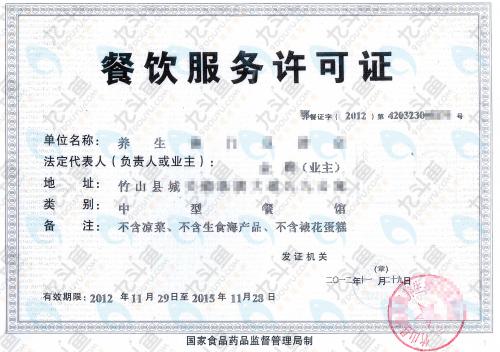 餐饮服务许可证
餐证字( 2012 )第 4203230 号
单位名称: 养 生 门
法定代表人(负责人或业主): (业主)
地 址: 竹山县城
类 别: 中 型 餐 馆
备 注: 不含凉菜、不含生食海产品、不含裱花蛋糕
发证机关
(章)
二〇一二年十一月二十九日
有效期限: 2012 年 11 月 29 日至 2015 年 11 月 28 日
国家食品药品监督管理局制